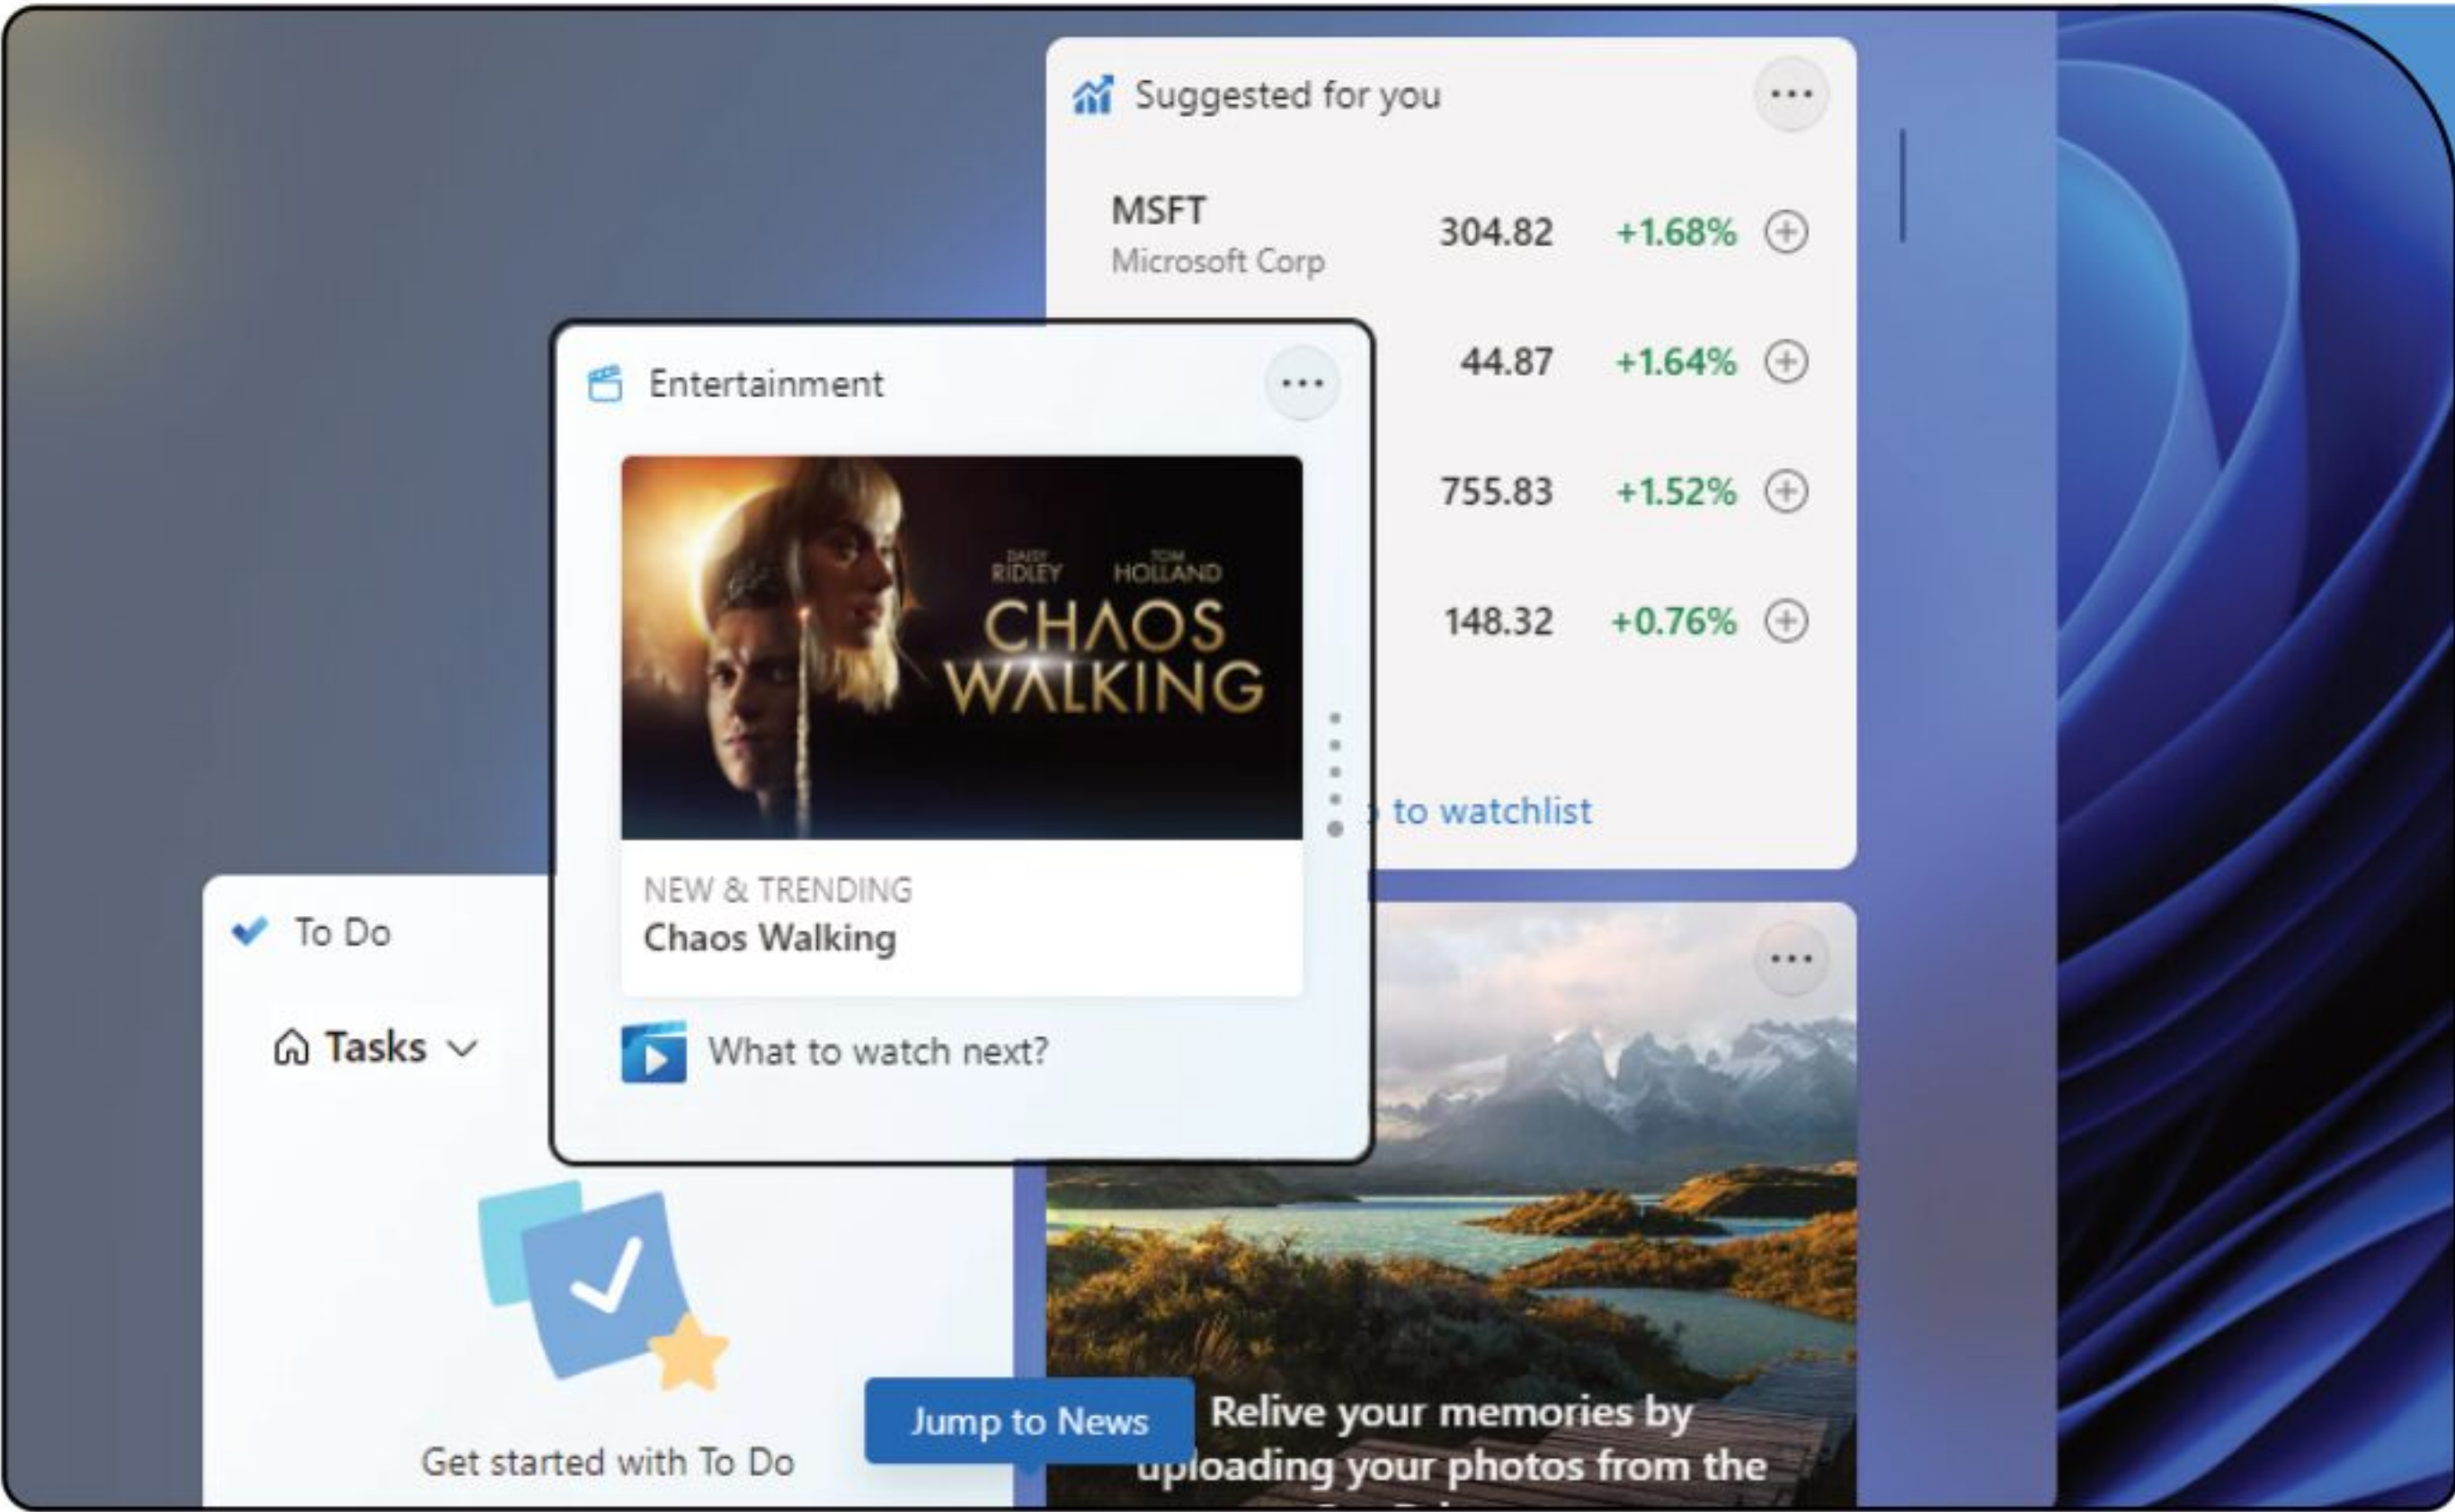 Suggested for you
MSFT
Microsoft Corp
304.82 +1.68%
44.87 +1.64%
755.83 +1.52%
148.32 +0.76%
to watchlist
Entertainment
DAISY RIDLEY TOM HOLLAND
CHAOS
WALKING
NEW & TRENDING
Chaos Walking
What to watch next?
To Do
Tasks
Get started with To Do
Jump to News
Relive your memories by
uploading your photos from the